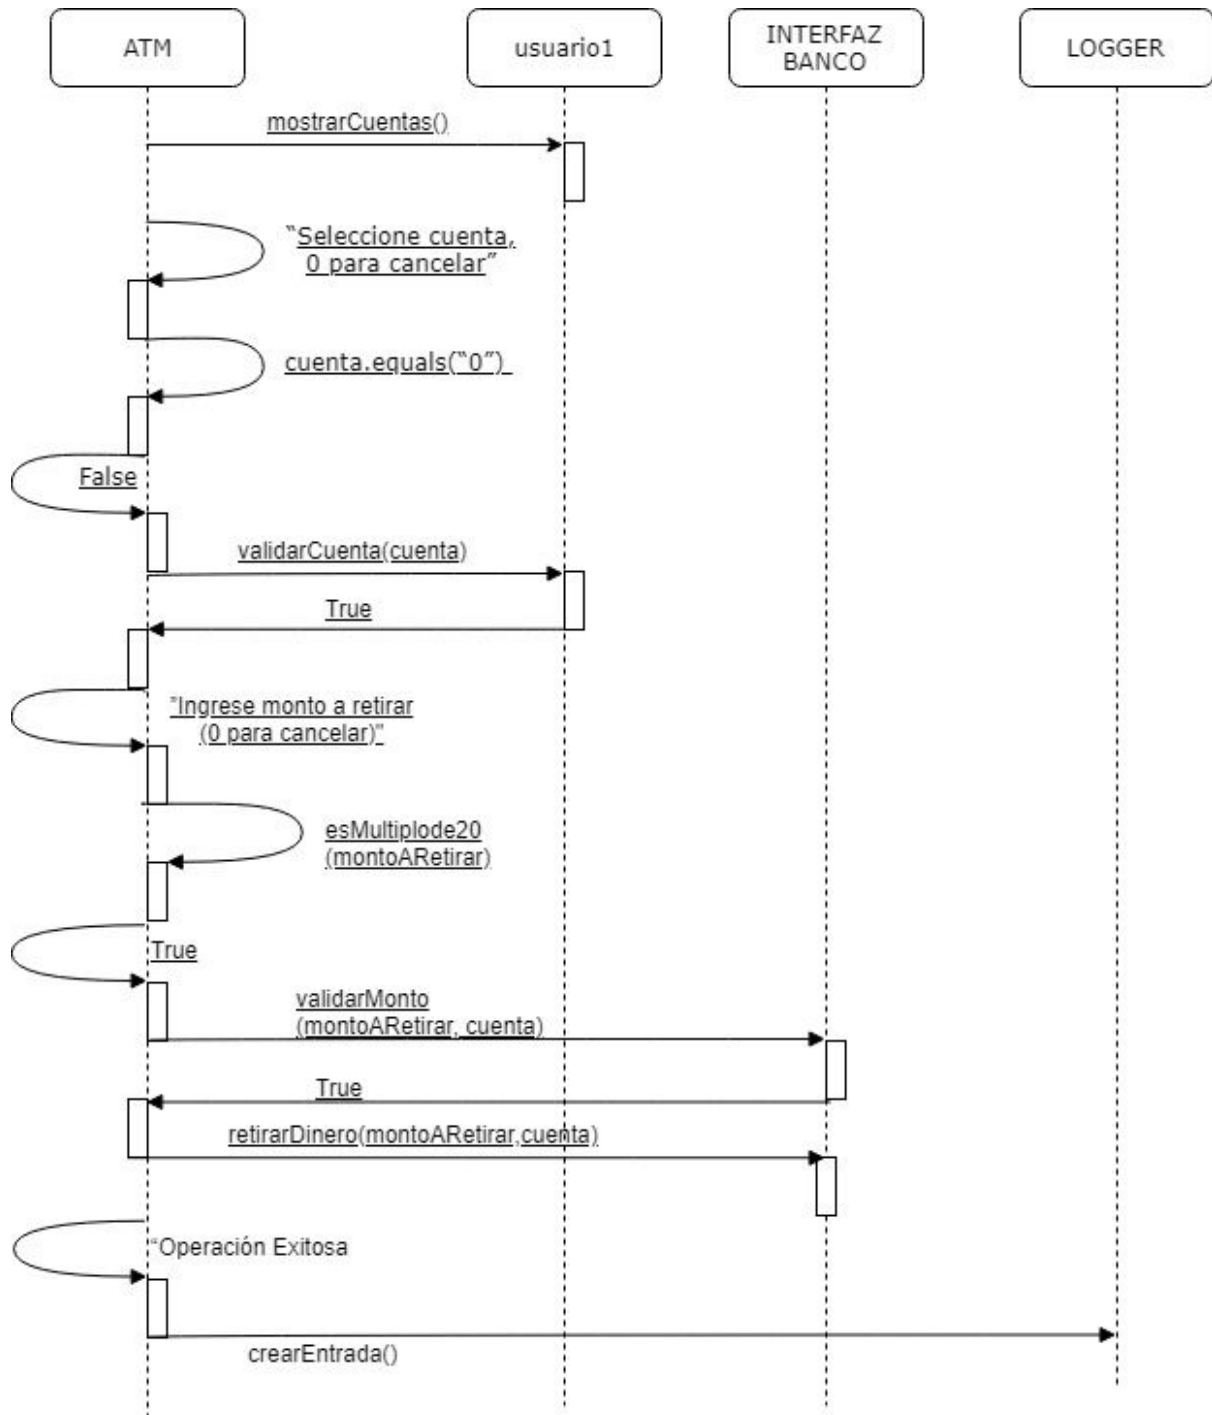 ATM
usuario1
INTERFAZ
BANCO
LOGGER
mostrarCuentas()
“Seleccione cuenta,
0 para cancelar”
cuenta.equals(“0”)
False
validarCuenta(cuenta)
True
"Ingrese monto a retirar
(0 para cancelar)"
esMultiplode20
(montoARetirar)
True
validarMonto
(montoARetirar, cuenta)
True
retirarDinero(montoARetirar,cuenta)
“Operación Exitosa
crearEntrada()